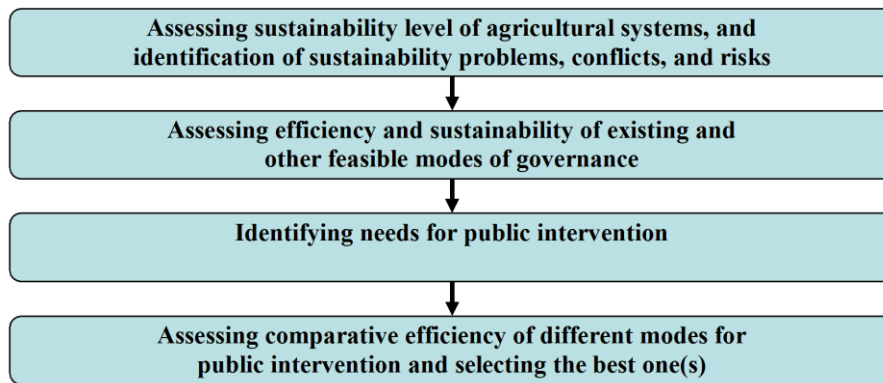 Assessing sustainability level of agricultural systems, and
identification of sustainability problems, conflicts, and risks
Assessing efficiency and sustainability of existing and
other feasible modes of governance
Identifying needs for public intervention
Assessing comparative efficiency of different modes for
public intervention and selecting the best one(s)